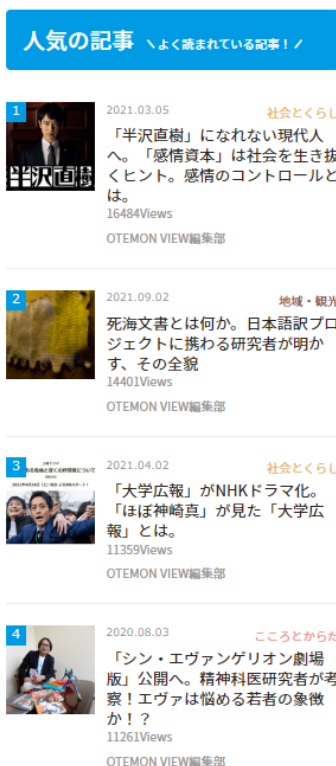 人気の記事 ＼よく読まれている記事！／
1
2021.03.05
社会とくらし
「半沢直樹」になれない現代人
へ。「感情資本」は社会を生き抜
くヒント。感情のコントロールと
は。
16484Views
OTEMON VIEW編集部
半沢直樹
2
2021.09.02
地域・観光
死海文書とは何か。日本語訳プロ
ジェクトに携わる研究者が明か
す、その全貌
14401Views
OTEMON VIEW編集部
3
2021.04.02
社会とくらし
「大学広報」がNHKドラマ化。
「ほぼ神崎真」が見た「大学広
報」とは。
11359Views
OTEMON VIEW編集部
4
2020.08.03
こころとからだ
「シン・エヴァンゲリオン劇場
版」公開へ。精神科医研究者が考
察！エヴァは悩める若者の象徴
か！？
11261Views
OTEMON VIEW編集部